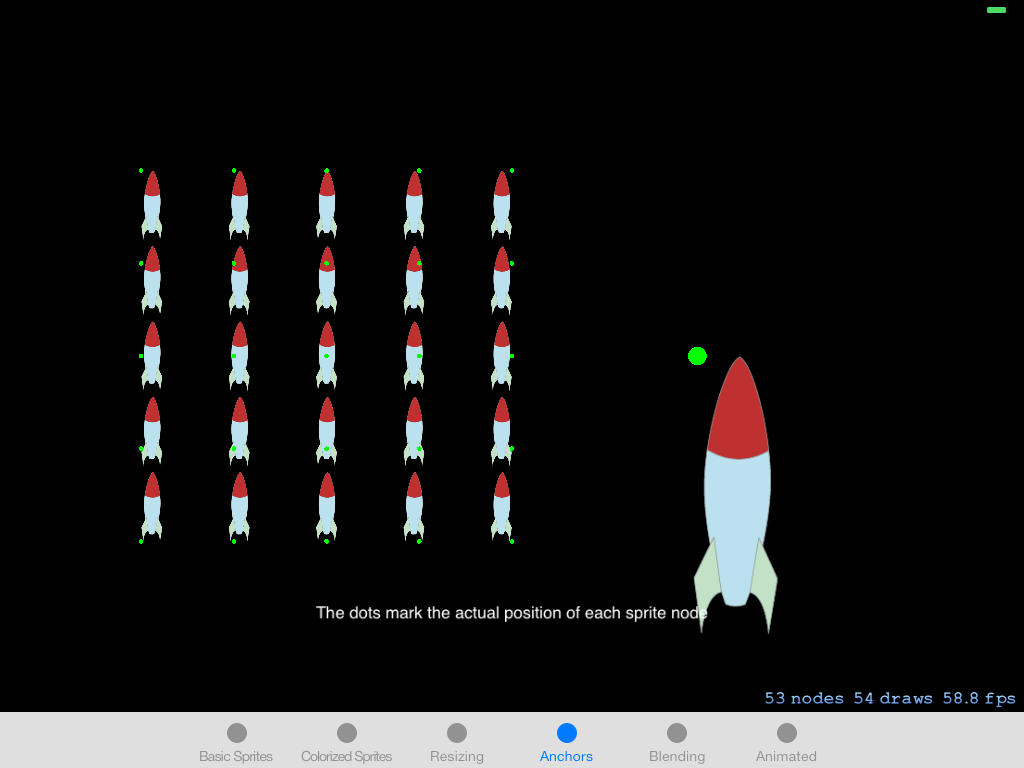 The dots mark the actual position of each sprite node
53 nodes 54 draws 58.8 fps
Basic Sprites Colorized Sprites Resizing Anchors Blending Animated